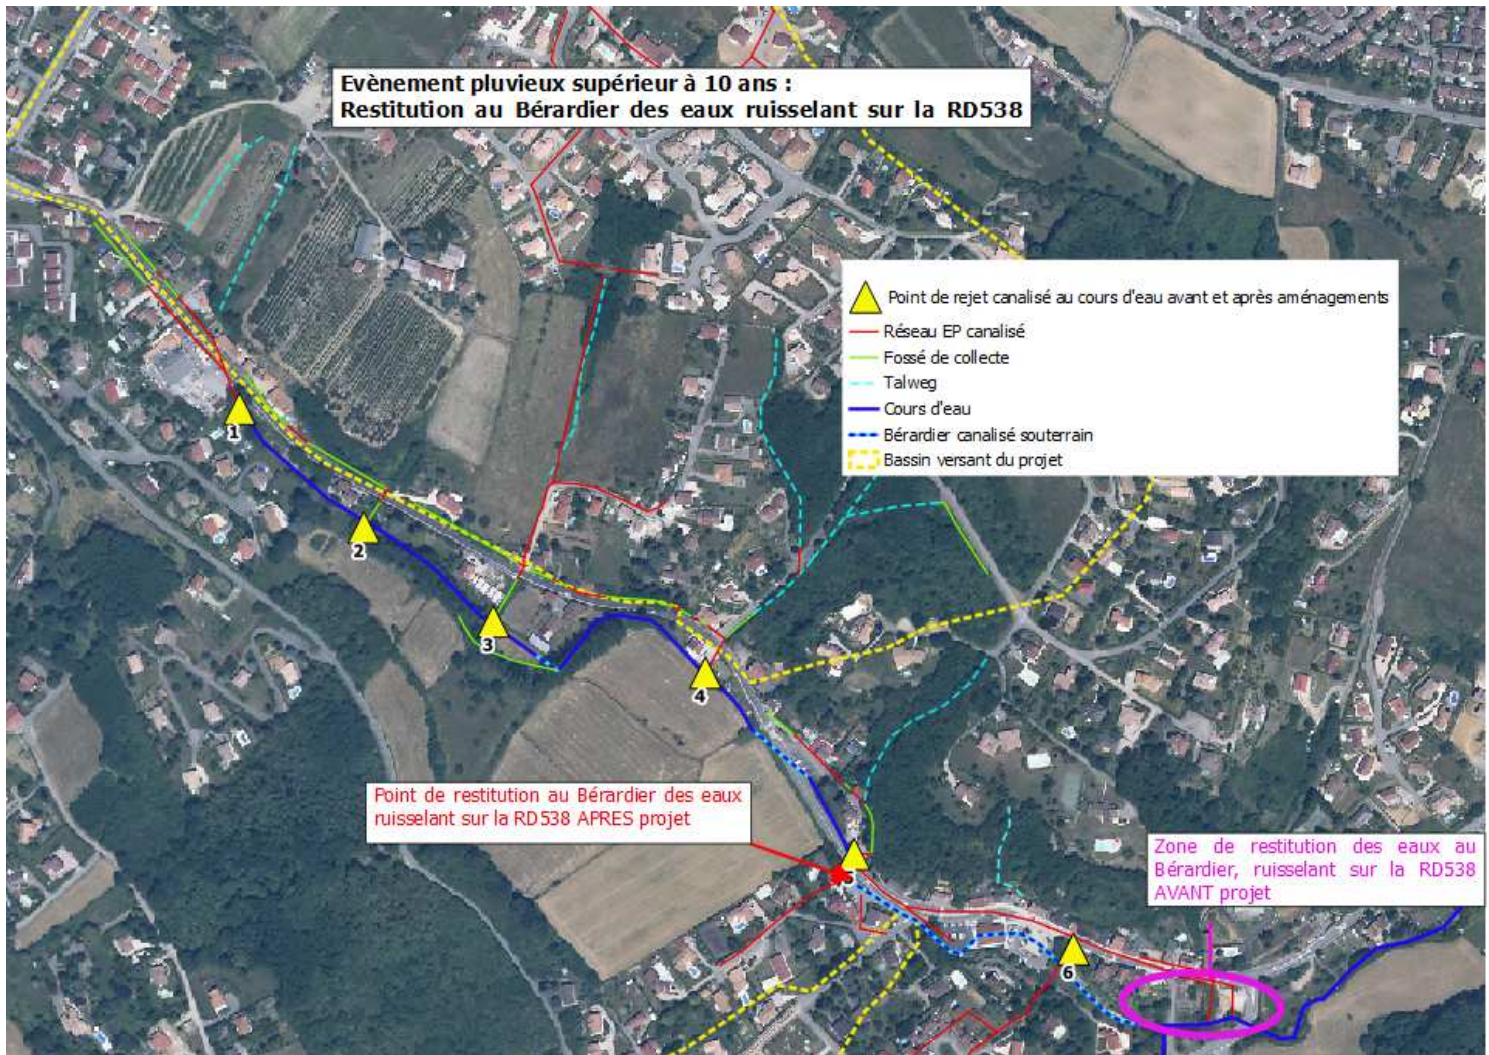 Evènement pluvieux supérieur à 10 ans :
Restitution au Bérardier des eaux ruisselant sur la RD538
Point de rejet canalisé au cours d'eau avant et après aménagements
Réseau EP canalisé
Fossé de collecte
Talweg
Cours d'eau
Bérardier canalisé souterrain
Bassin versant du projet
1
2
3
4
Point de restitution au Bérardier des eaux
ruisselant sur la RD538 APRES projet
5
Zone de restitution des eaux au
Bérardier, ruisselant sur la RD538
AVANT projet
6